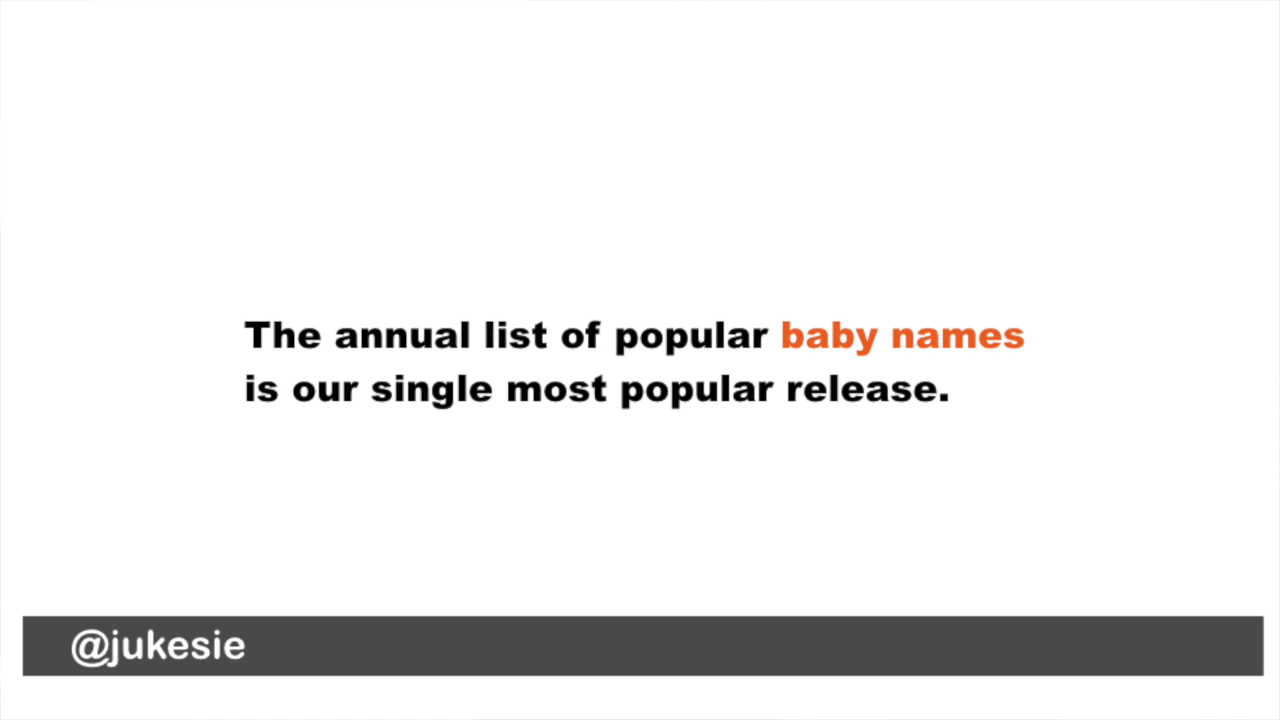 The annual list of popular baby names
is our single most popular release.
@jukesie